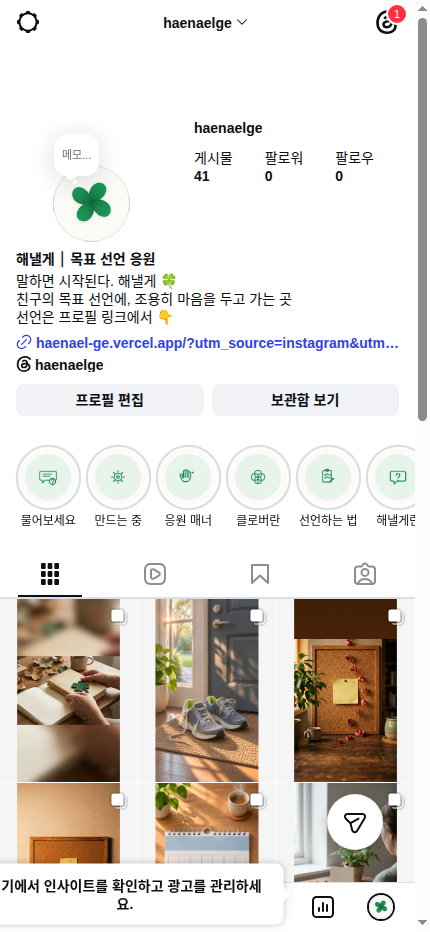 haenaelge
1
메모...
haenaelge
게시물 팔로워 팔로우
41 0 0
해낼게 | 목표 선언 응원
말하면 시작된다. 해낼게 🍀
친구의 목표 선언에, 조용히 마음을 두고 가는 곳
선언은 프로필 링크에서 👇
haenael-ge.vercel.app/?utm_source=instagram&utm…
haenaelge
프로필 편집 보관함 보기
물어보세요 만드는 중 응원 매너 클로버란 선언하는 법 해낼게란
기에서 인사이트를 확인하고 광고를 관리하세
요.